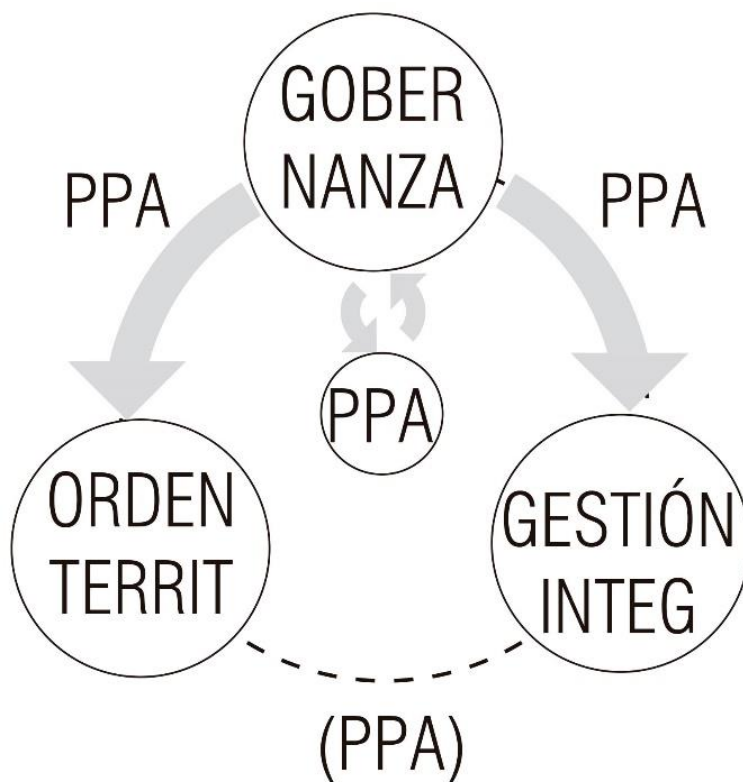 GOBER
NANZA
PPA
PPA
PPA
ORDEN
TERRIT
GESTIÓN
INTEG
(PPA)